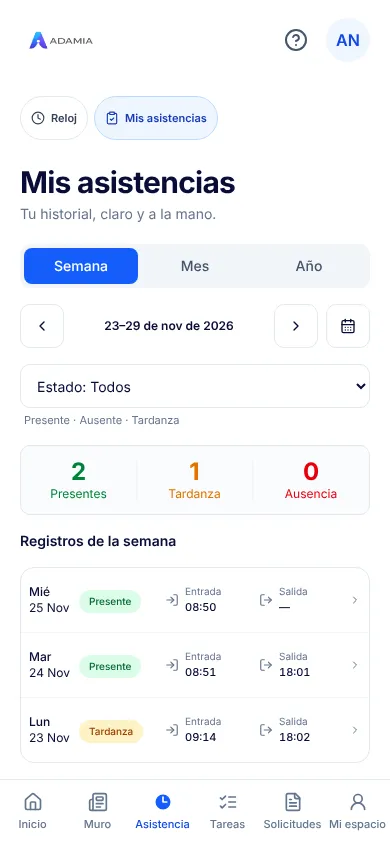 ADAMIA
AN
Reloj
Mis asistencias
Mis asistencias
Tu historial, claro y a la mano.
Semana Mes Año
23–29 de nov de 2026
Estado: Todos
Presente · Ausente · Tardanza
2 1 0
Presentes Tardanza Ausencia
Registros de la semana
Mié
25 Nov
Presente
Entrada
08:50
Salida
—
Mar
24 Nov
Presente
Entrada
08:51
Salida
18:01
Lun
23 Nov
Tardanza
Entrada
09:14
Salida
18:02
Inicio Muro Asistencia Tareas Solicitudes Mi espacio